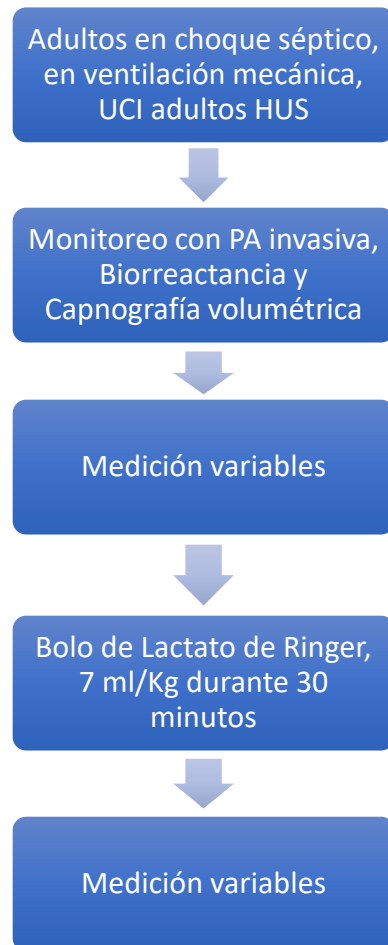 Adultos en choque séptico,
en ventilación mecánica,
UCI adultos HUS
Monitoreo con PA invasiva,
Biorreactancia y
Capnografía volumétrica
Medición variables
Bolo de Lactato de Ringer,
7 ml/Kg durante 30
minutos
Medición variables